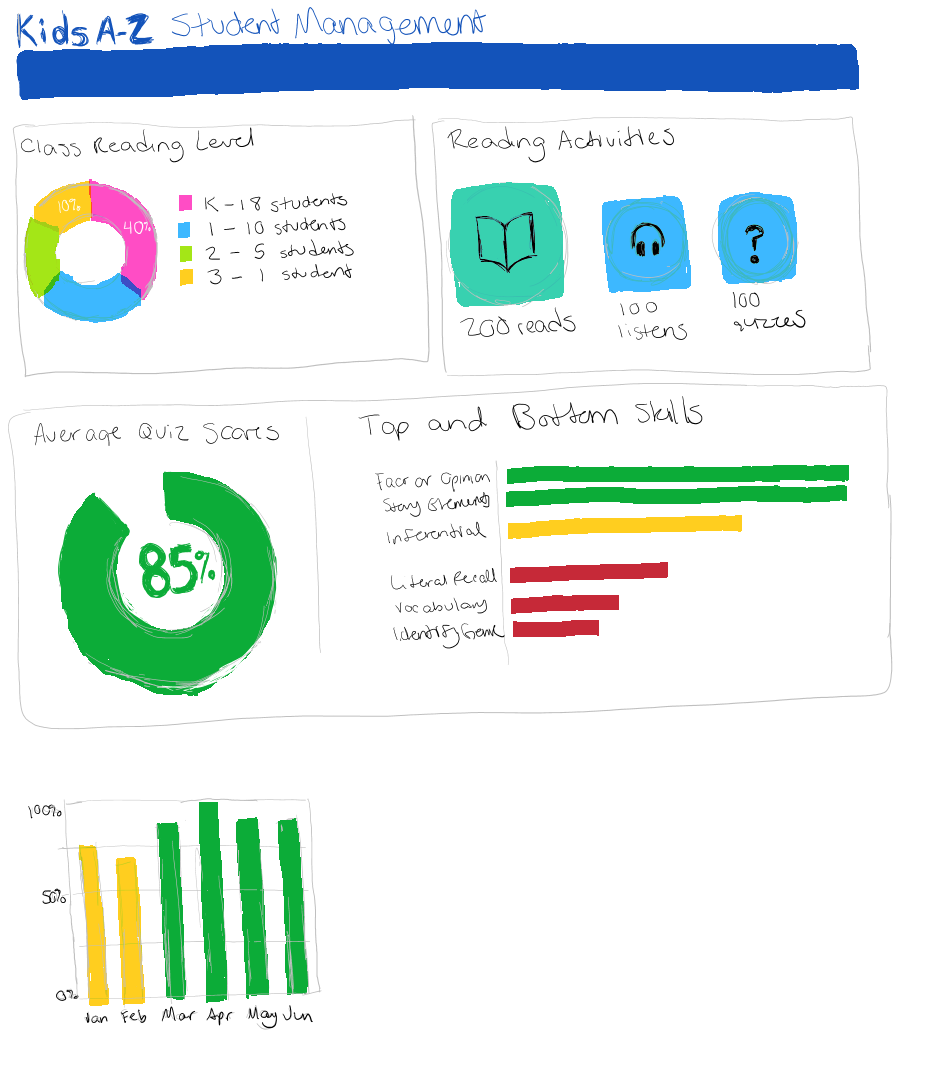 Kids A-Z Student Management
Class Reading Level
10%
40%
K - 18 students
1 - 10 students
2 - 5 students
3 - 1 student
Reading Activities
200 reads
100
listens
100
quizzes
Average Quiz Scores
85%
Top and Bottom Skills
Fact or Opinion
Story Elements
Inferential
Literal Recall
Vocabulary
Identify Genre
100%
50%
0%
Jan Feb Mar Apr May Jun